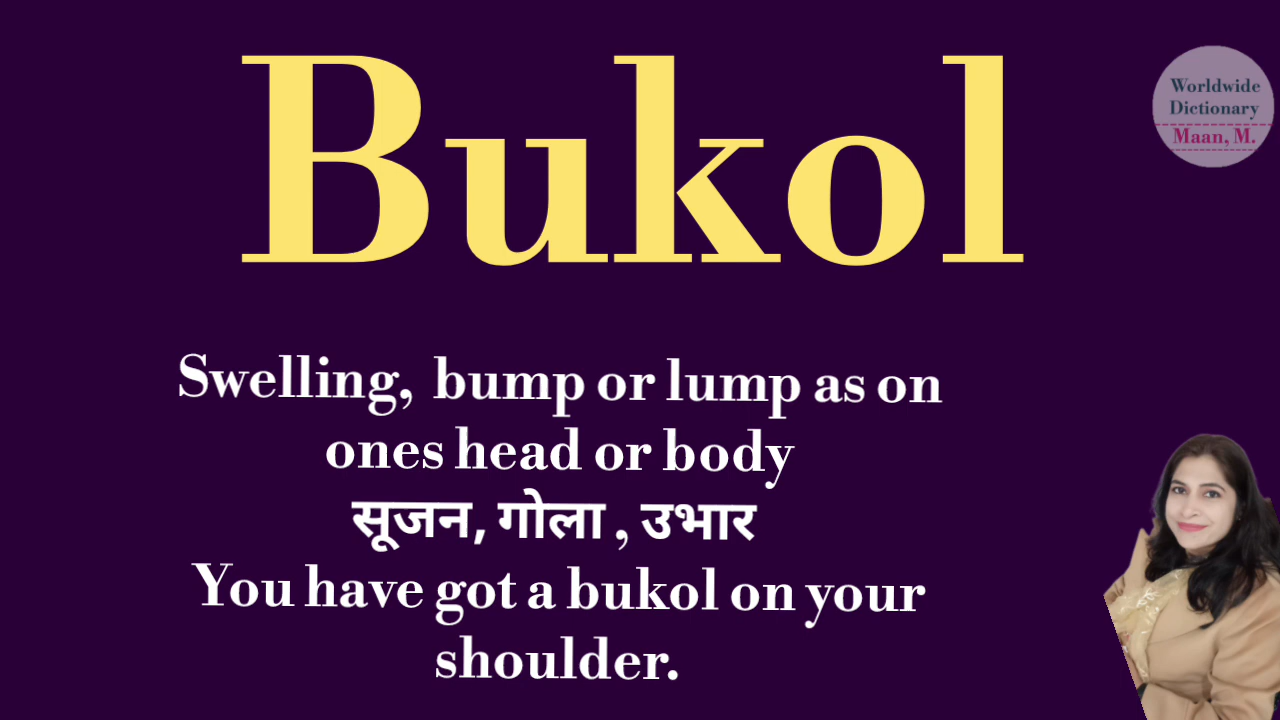 Bukol
Worldwide
Dictionary
Maan, M.
Swelling, bump or lump as on
ones head or body
सूजन, गोला , उभार
You have got a bukol on your
shoulder.